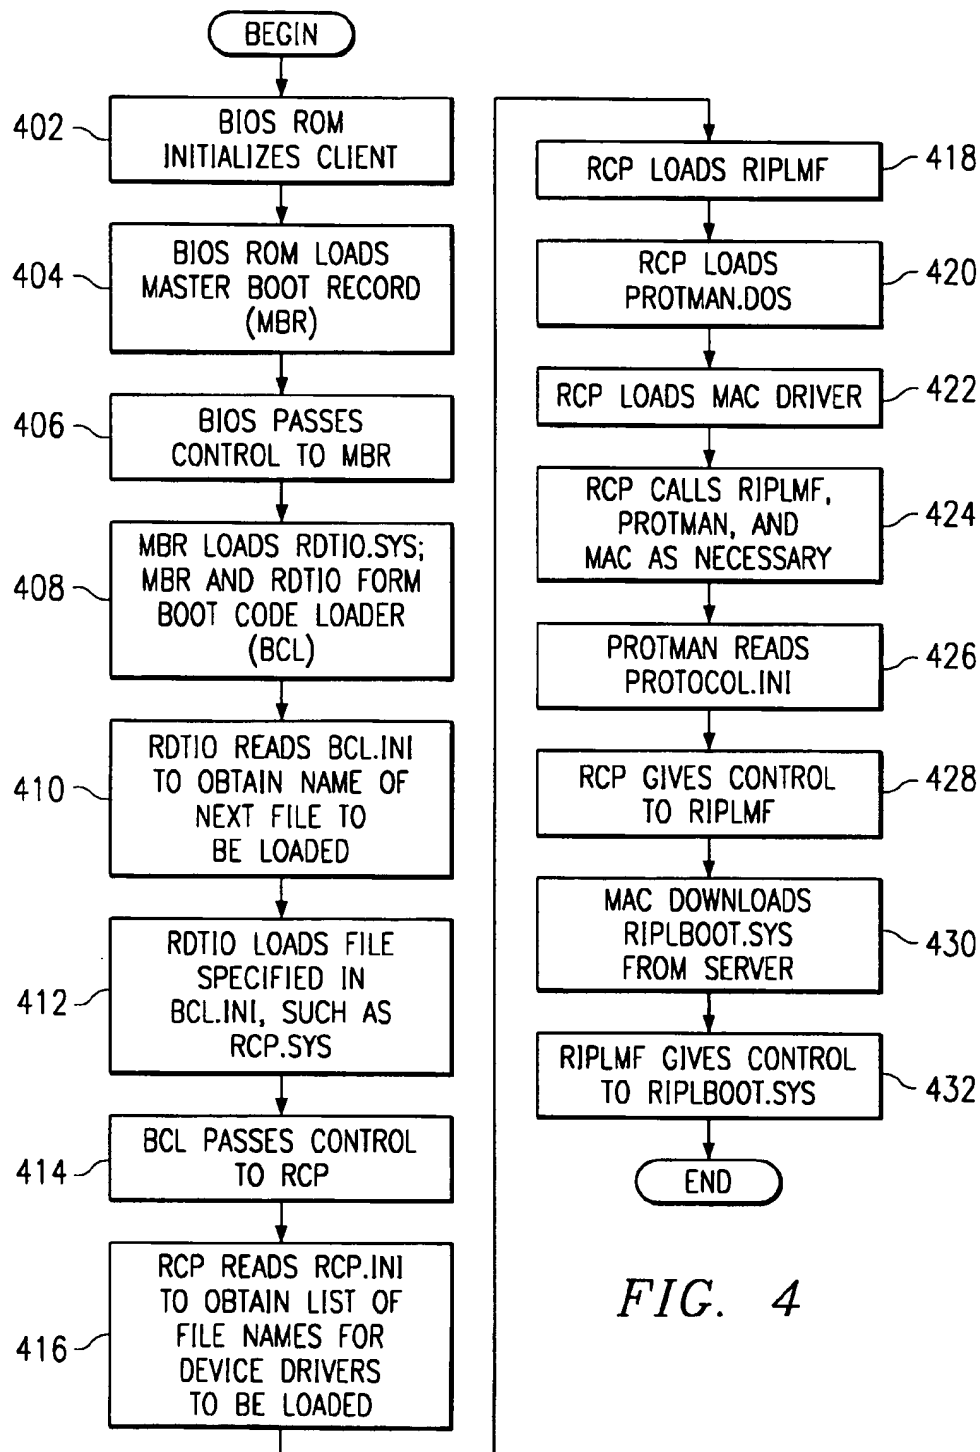 BEGIN
402
BIOS ROM
INITIALIZES CLIENT
404
BIOS ROM LOADS
MASTER BOOT RECORD
(MBR)
406
BIOS PASSES
CONTROL TO MBR
408
MBR LOADS RDTIO.SYS;
MBR AND RDTIO FORM
BOOT CODE LOADER
(BCL)
410
RDTIO READS BCL.INI
TO OBTAIN NAME OF
NEXT FILE TO
BE LOADED
412
RDTIO LOADS FILE
SPECIFIED IN
BCL.INI, SUCH AS
RCP.SYS
414
BCL PASSES CONTROL
TO RCP
416
RCP READS RCP.INI
TO OBTAIN LIST OF
FILE NAMES FOR
DEVICE DRIVERS
TO BE LOADED
RCP LOADS RIPLMF
418
RCP LOADS
PROTMAN.DOS
420
RCP LOADS MAC DRIVER
422
RCP CALLS RIPLMF,
PROTMAN, AND
MAC AS NECESSARY
424
PROTMAN READS
PROTOCOL.INI
426
RCP GIVES CONTROL
TO RIPLMF
428
MAC DOWNLOADS
RIPLBOOT.SYS
FROM SERVER
430
RIPLMF GIVES CONTROL
TO RIPLBOOT.SYS
432
END
FIG. 4